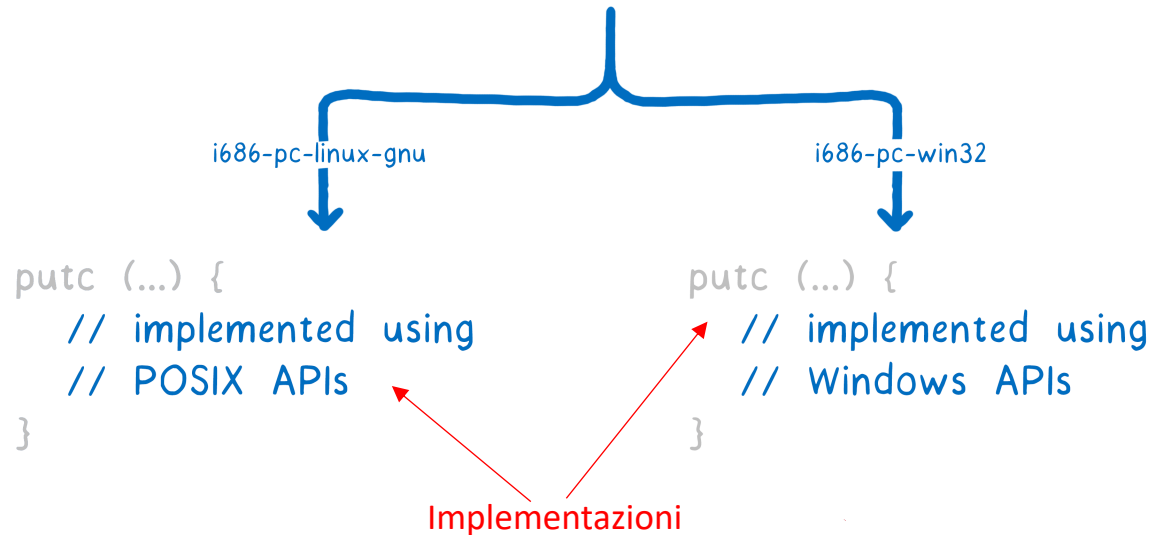 i686-pc-linux-gnu
i686-pc-win32
putc (...) {
// implemented using
// POSIX APIs
}
putc (...) {
// implemented using
// Windows APIs
}
Implementazioni